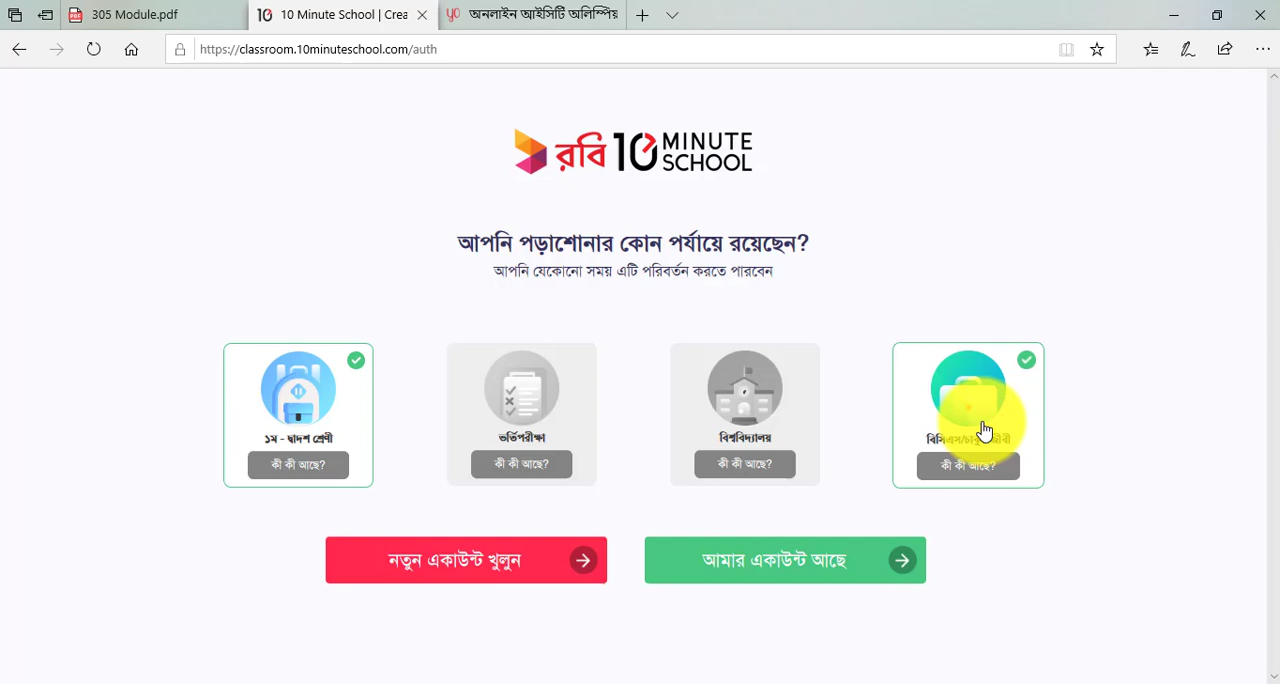 305 Module.pdf
10 Minute School | Crea
অনলাইন আইসিটি অলিম্পিয়
https://classroom.10minuteschool.com/auth
রবি 10 MINUTE SCHOOL
আপনি পড়াশোনার কোন পর্যায়ে রয়েছেন?
আপনি যেকোনো সময় এটি পরিবর্তন করতে পারবেন
১ম - দ্বাদশ শ্রেণী
কী কী আছে?
ভর্তিপরীক্ষা
কী কী আছে?
বিশ্ববিদ্যালয়
কী কী আছে?
কী কী আছে?
নতুন একাউন্ট খুলুন
আমার একাউন্ট আছে